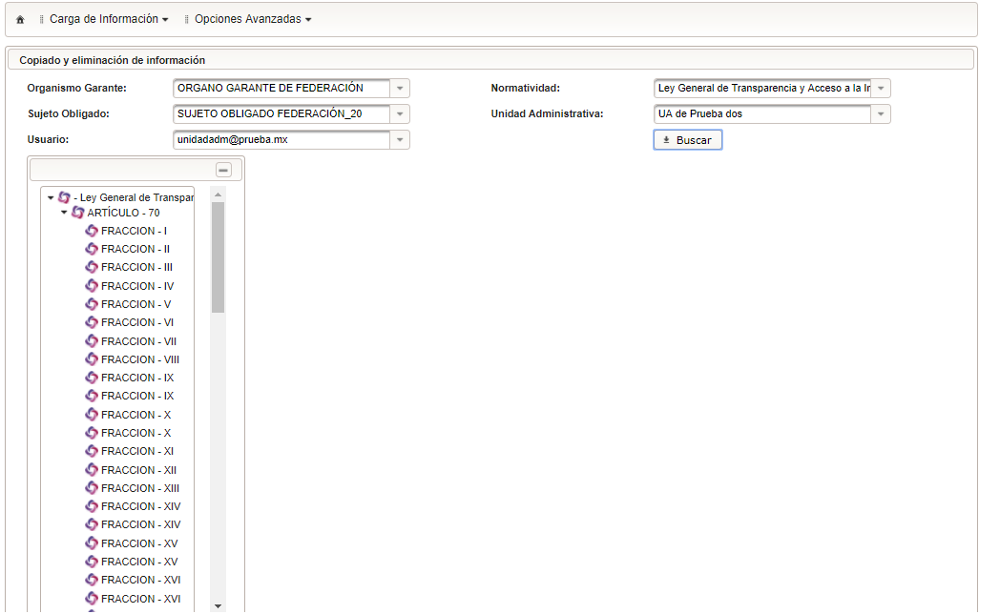 Carga de Información Opciones Avanzadas
Copiado y eliminación de información
Organismo Garante: ORGANO GARANTE DE FEDERACIÓN Normatividad: Ley General de Transparencia y Acceso a la Ir
Sujeto Obligado: SUJETO OBLIGADO FEDERACIÓN_20 Unidad Administrativa: UA de Prueba dos
Usuario: unidadadm@prueba.mx Buscar
- Ley General de Transpar
ARTÍCULO - 70
FRACCION - I
FRACCION - II
FRACCION - III
FRACCION - IV
FRACCION - V
FRACCION - VI
FRACCION - VII
FRACCION - VIII
FRACCION - IX
FRACCION - IX
FRACCION - X
FRACCION - X
FRACCION - XI
FRACCION - XII
FRACCION - XIII
FRACCION - XIV
FRACCION - XIV
FRACCION - XV
FRACCION - XV
FRACCION - XVI
FRACCION - XVI